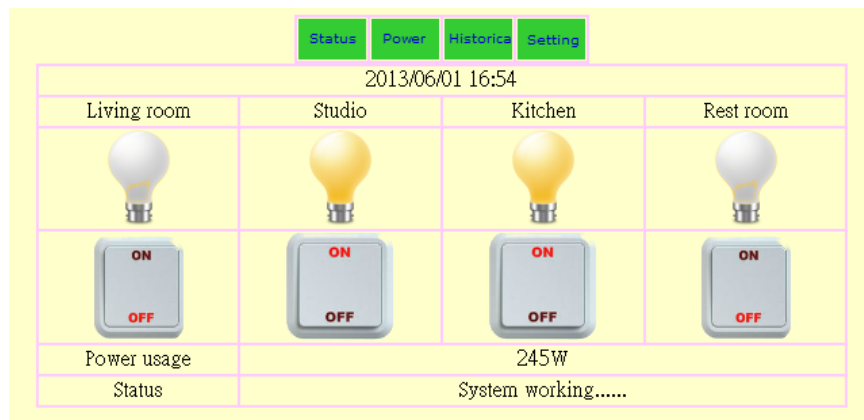 Status Power Historica Setting
2013/06/01 16:54
Living room Studio Kitchen Rest room
ON ON ON ON
OFF OFF OFF OFF
Power usage 245W
Status System working......